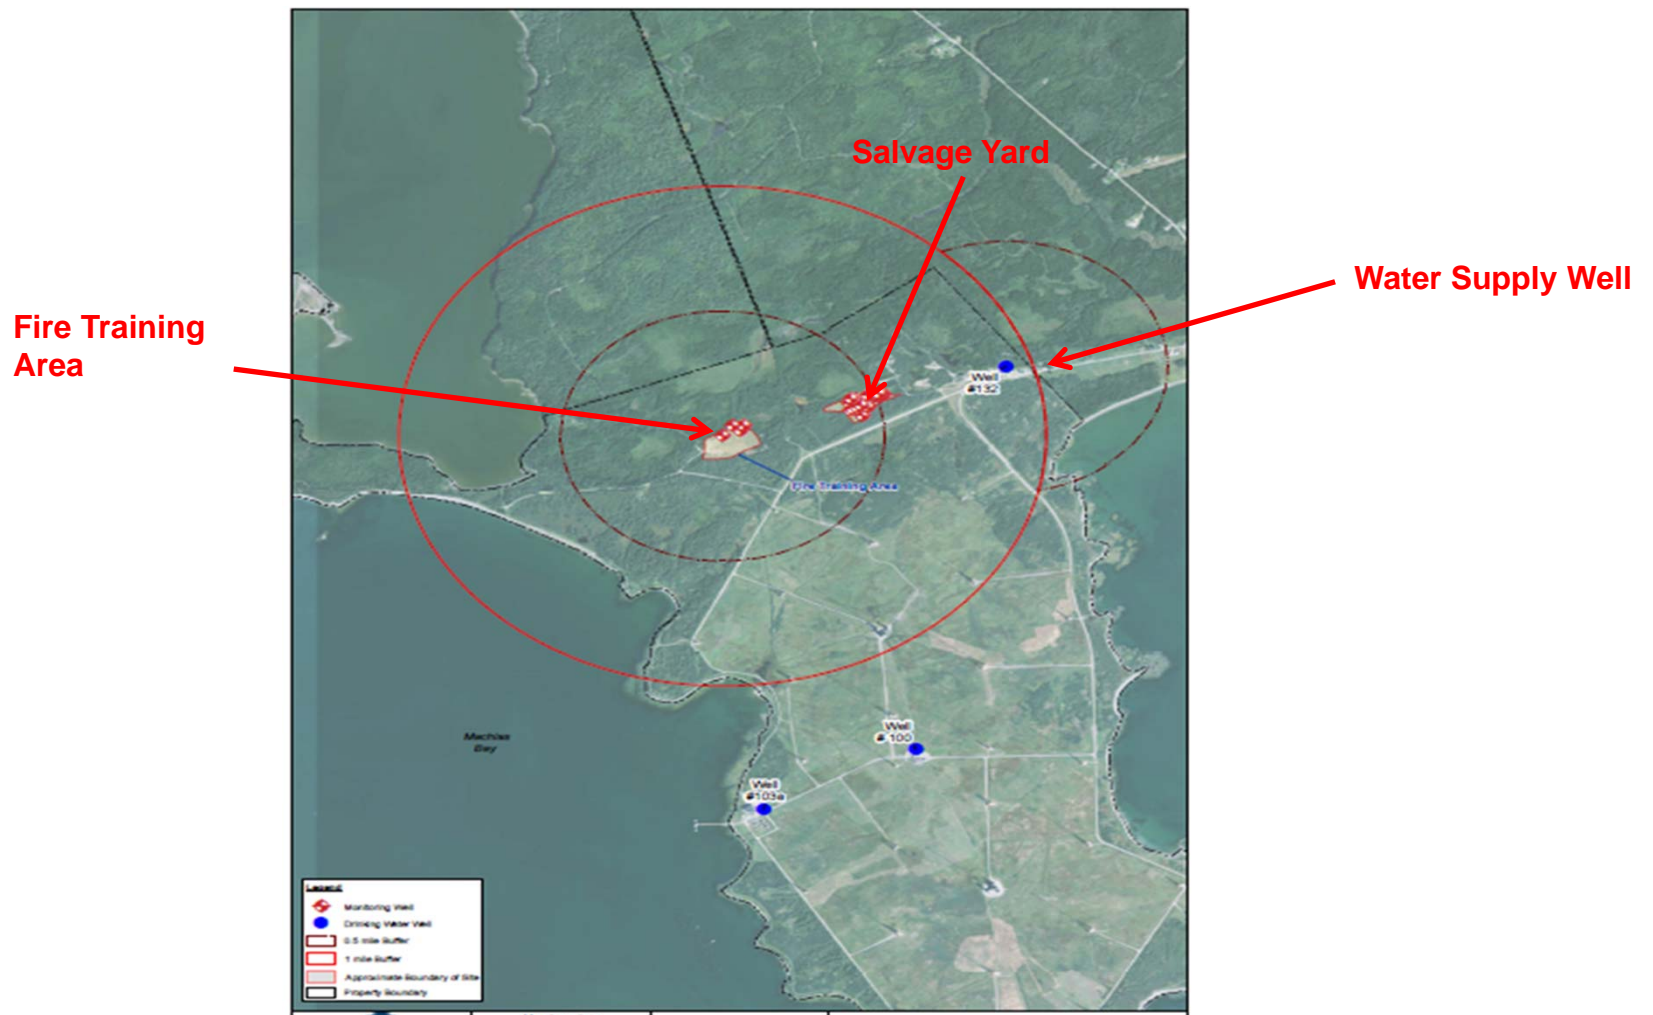 Salvage Yard
Water Supply Well
Fire Training
Area
Well
#132
Fire Training Area
Well
# 100
Machias
Bay
Well
#103a
Legend
Monitoring Well
Drinking Water Well
0.5 mile Buffer
1 mile Buffer
Approximate Boundary of Site
Property Boundary